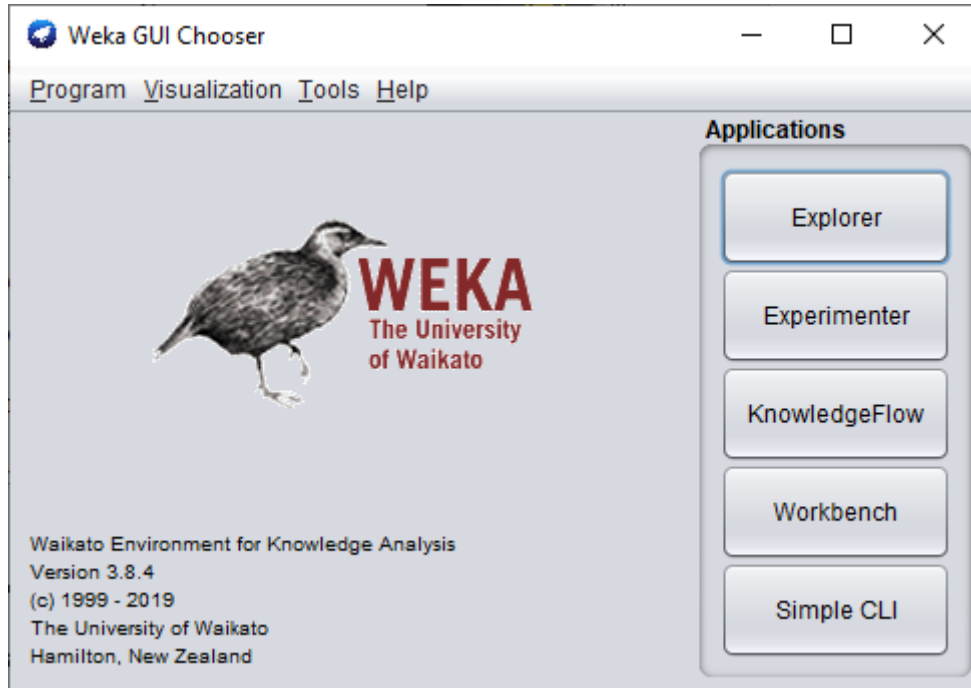 Weka GUI Chooser
Program Visualization Tools Help
Applications
Explorer
Experimenter
KnowledgeFlow
Workbench
Simple CLI
WEKA
The University
of Waikato
Waikato Environment for Knowledge Analysis
Version 3.8.4
(c) 1999 - 2019
The University of Waikato
Hamilton, New Zealand